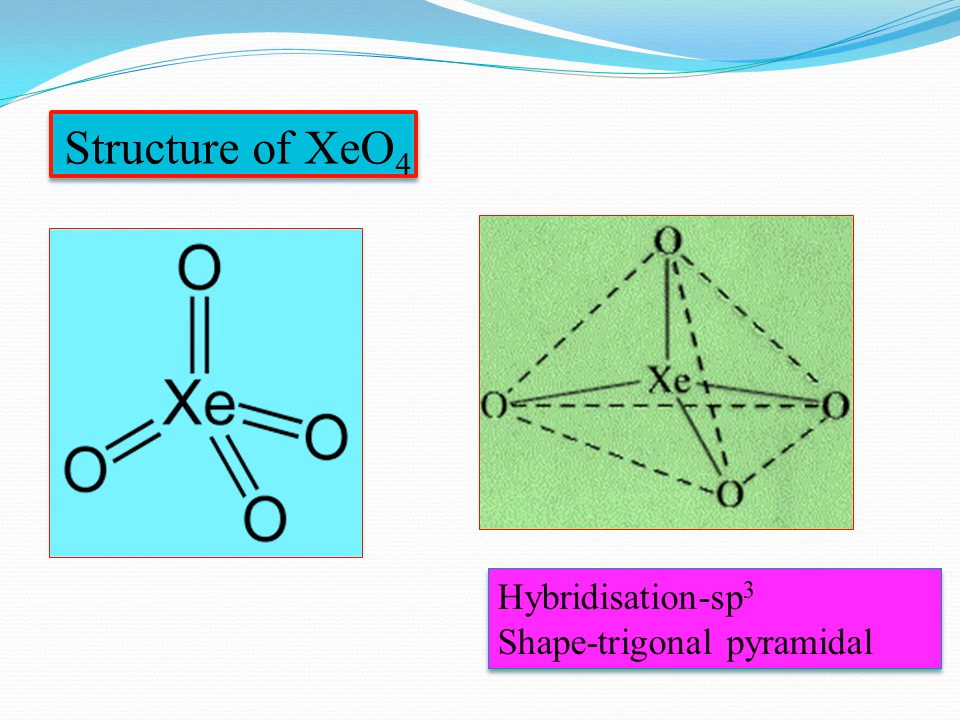 Structure of XeO₄
O
Xe
O
O
O
O
Xe
O
O
O
Hybridisation-sp³
Shape-trigonal pyramidal